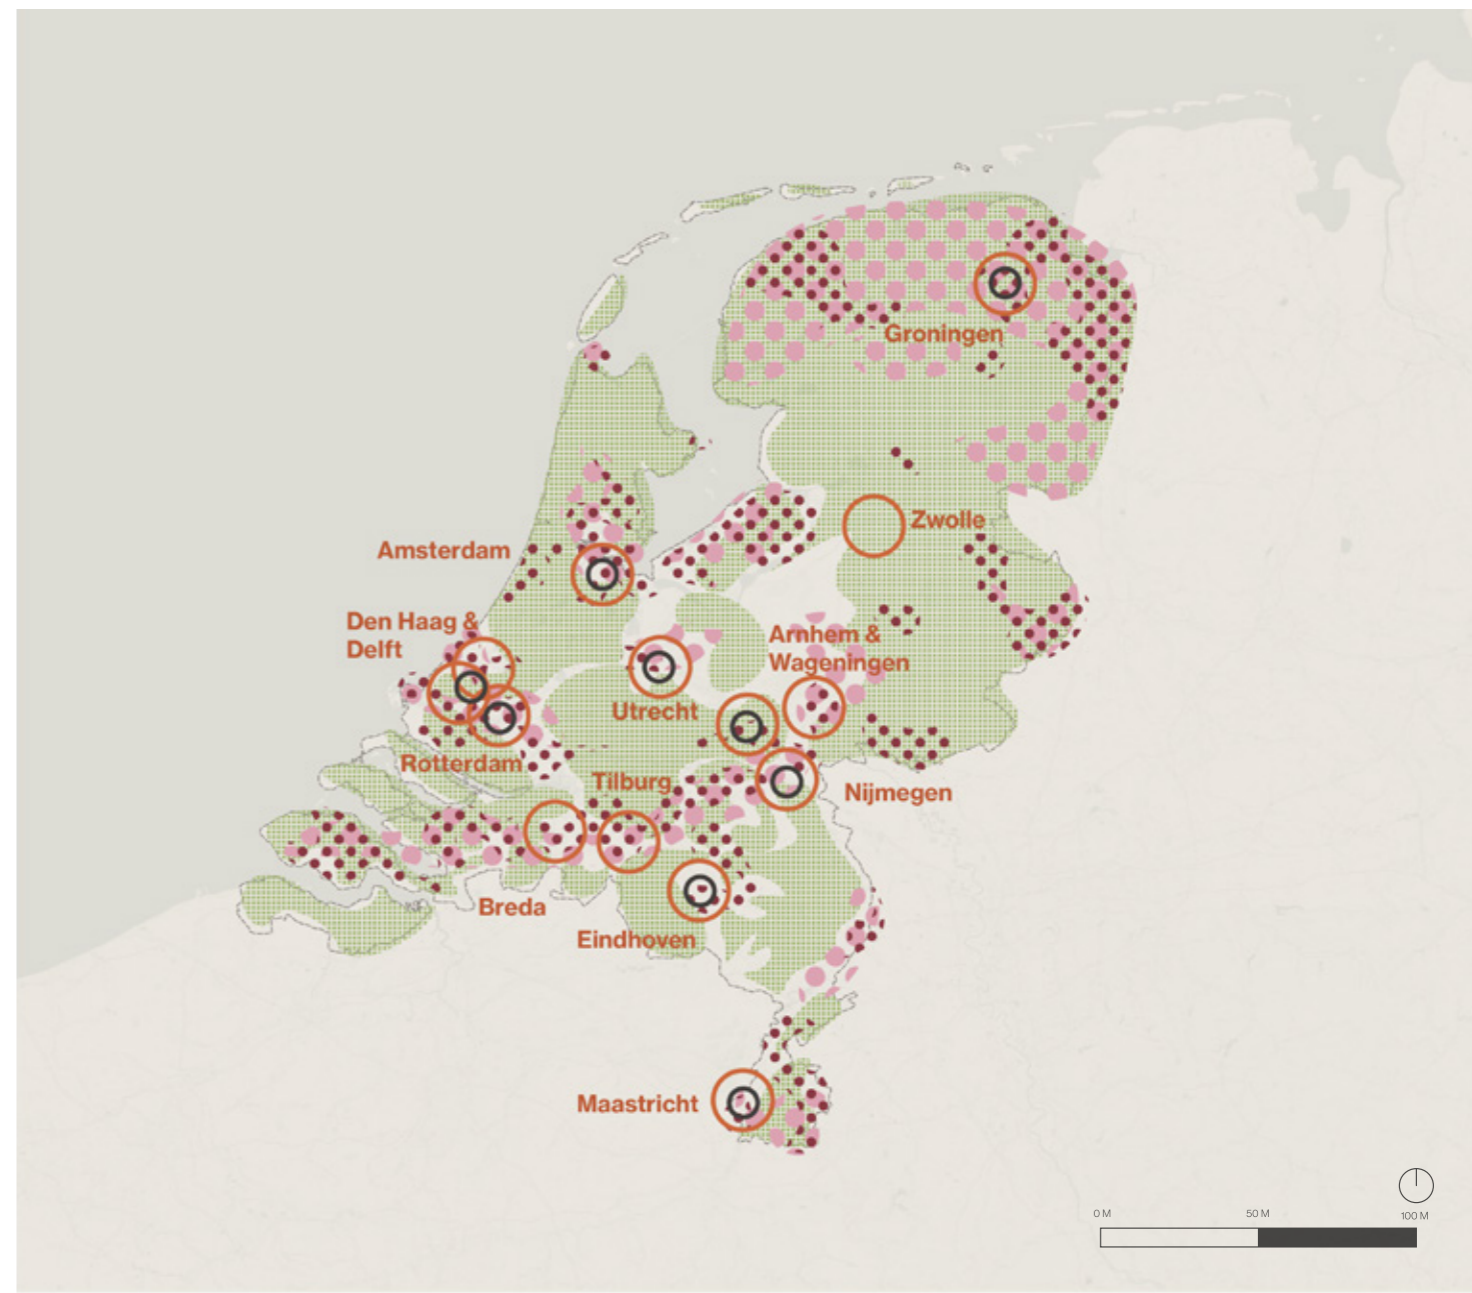 Groningen
Zwolle
Amsterdam
Den Haag &
Delft
Arnhem &
Wageningen
Utrecht
Rotterdam
Tilburg
Nijmegen
Breda
Eindhoven
Maastricht
0 M
50 M
100 M